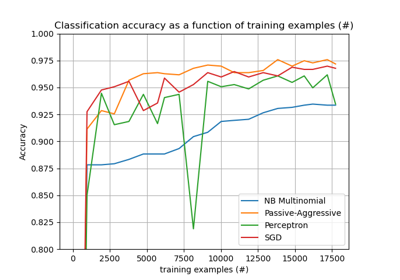 Classification accuracy as a function of training examples (#)
1.000
0.975
0.950
0.925
0.900
0.875
0.850
0.825
0.800
Accuracy
NB Multinomial
Passive-Aggressive
Perceptron
SGD
0 2500 5000 7500 10000 12500 15000 17500
training examples (#)